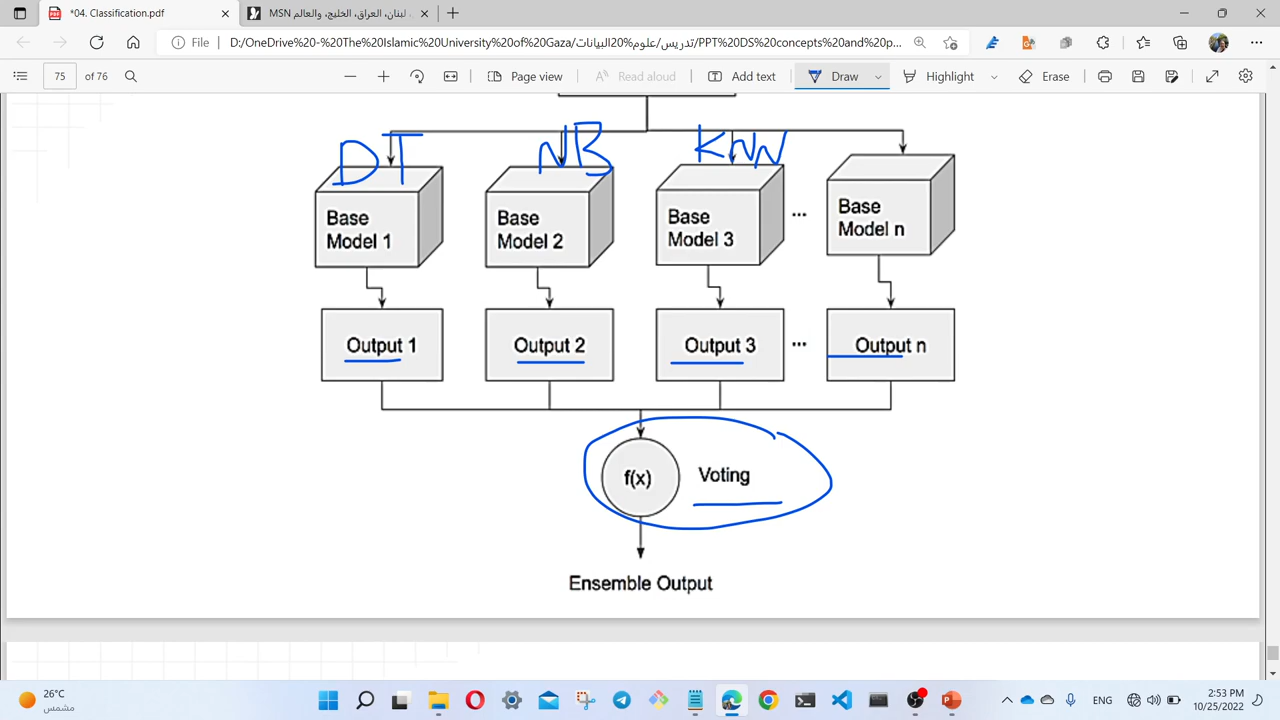 *04. Classification.pdf
MSN لبنان، العراق، الخليج، والعالم
File
D:/OneDrive%20-%20The%20Islamic%20University%20of%20Gaza/تدريس/علوم%20البيانات/PPT%20DS%20concepts%20and%20p...
75 of 76
Page view
Read aloud
Add text
Draw
Highlight
Erase
DT NB KNN
Base Model 1
Base Model 2
Base Model 3
...
Base Model n
Output 1
Output 2
Output 3
...
Output n
f(x)
Voting
Ensemble Output
26°C
مشمس
ENG
2:53 PM
10/25/2022